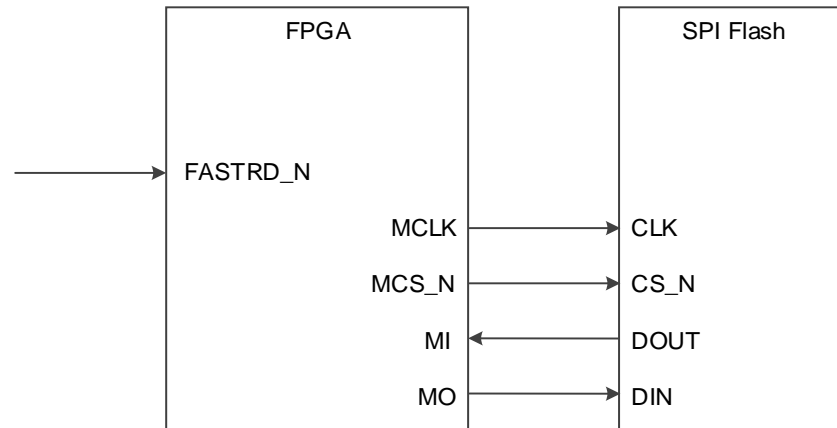 FPGA
SPI Flash
FASTRD_N
MCLK
CLK
MCS_N
CS_N
MI
DOUT
MO
DIN